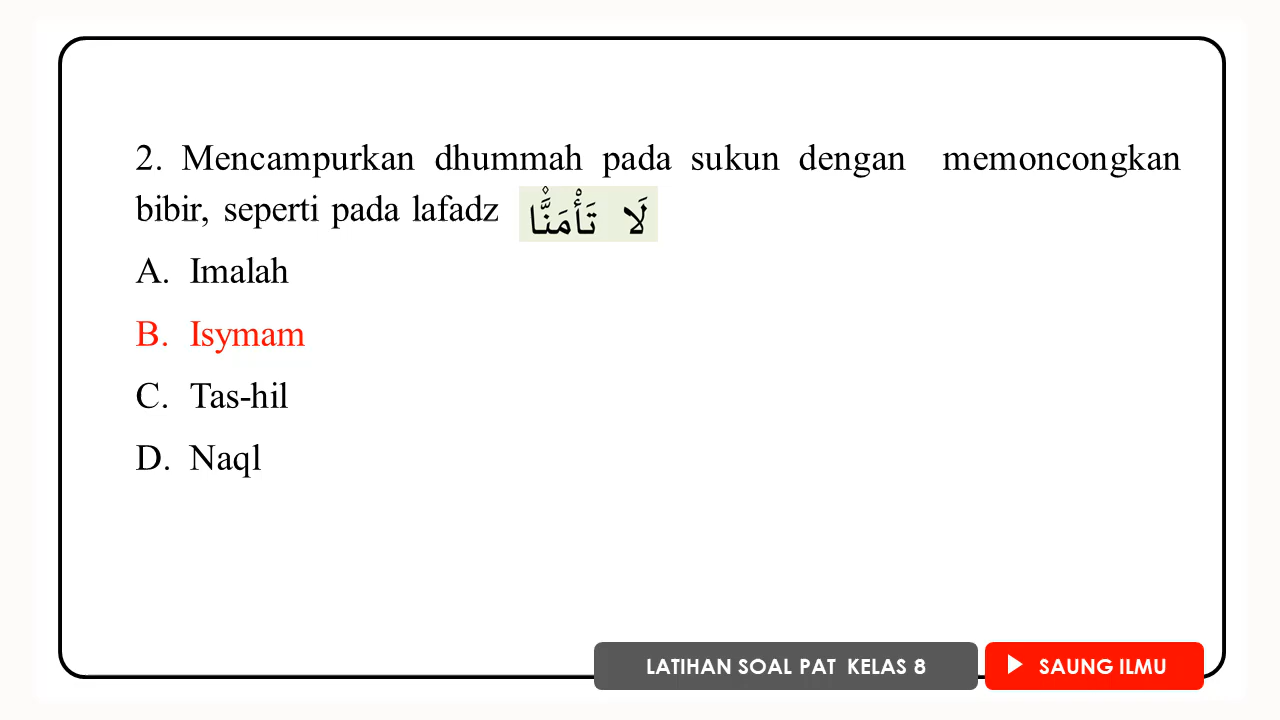 2. Mencampurkan dhummah pada sukun dengan memoncongkan
bibir, seperti pada lafadz لَا تَأْمَنَّا
A. Imalah
B. Isymam
C. Tas-hil
D. Naql
LATIHAN SOAL PAT KELAS 8
SAUNG ILMU